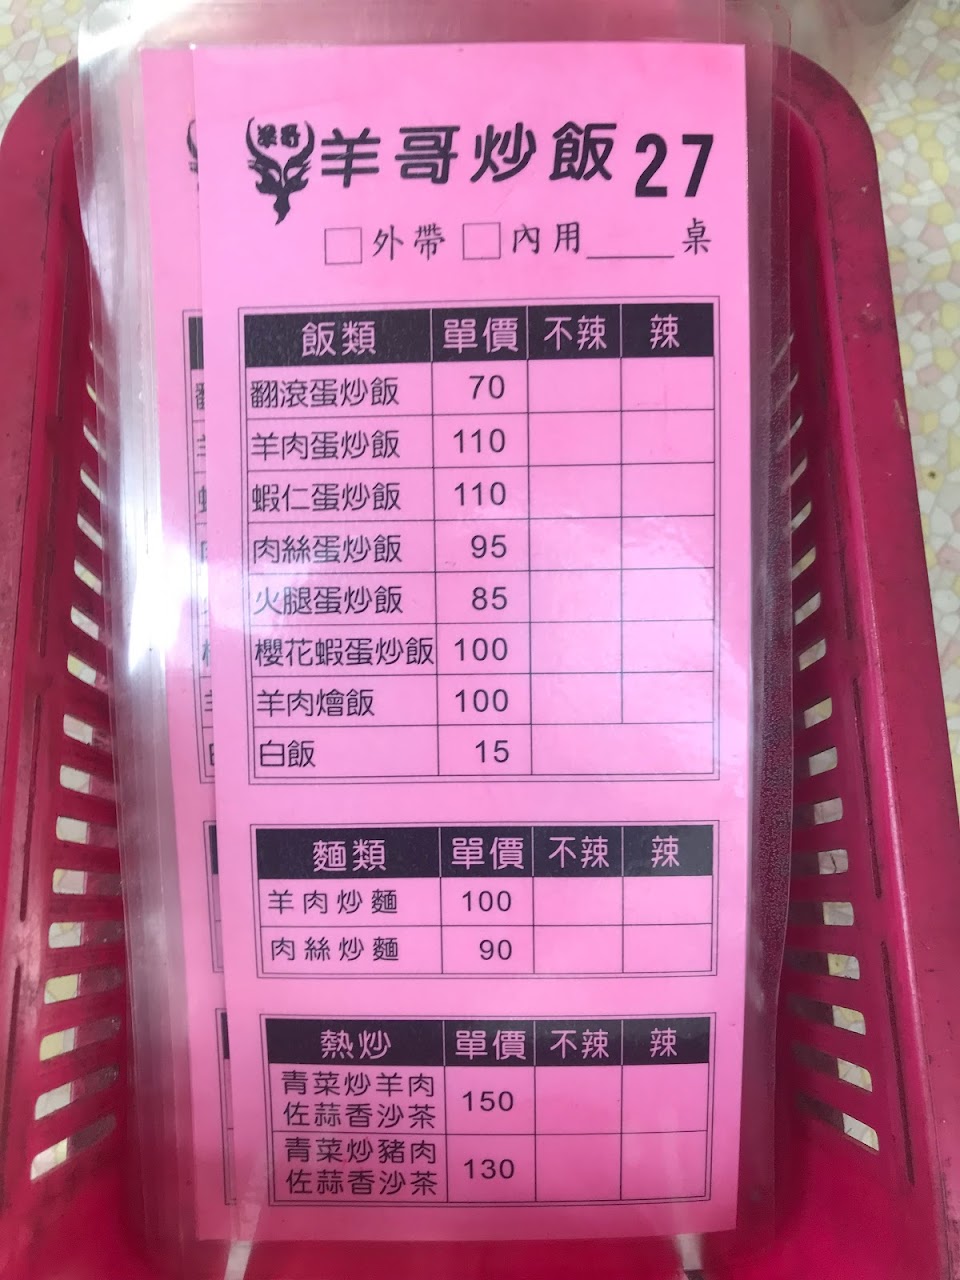 羊哥炒飯 27
□外帶 □內用____桌
飯類 單價 不辣 辣
翻滾蛋炒飯 70
羊肉蛋炒飯 110
蝦仁蛋炒飯 110
肉絲蛋炒飯 95
火腿蛋炒飯 85
櫻花蝦蛋炒飯 100
羊肉燴飯 100
白飯 15
麵類 單價 不辣 辣
羊肉炒麵 100
肉絲炒麵 90
熱炒 單價 不辣 辣
青菜炒羊肉
佐蒜香沙茶 150
青菜炒豬肉
佐蒜香沙茶 130